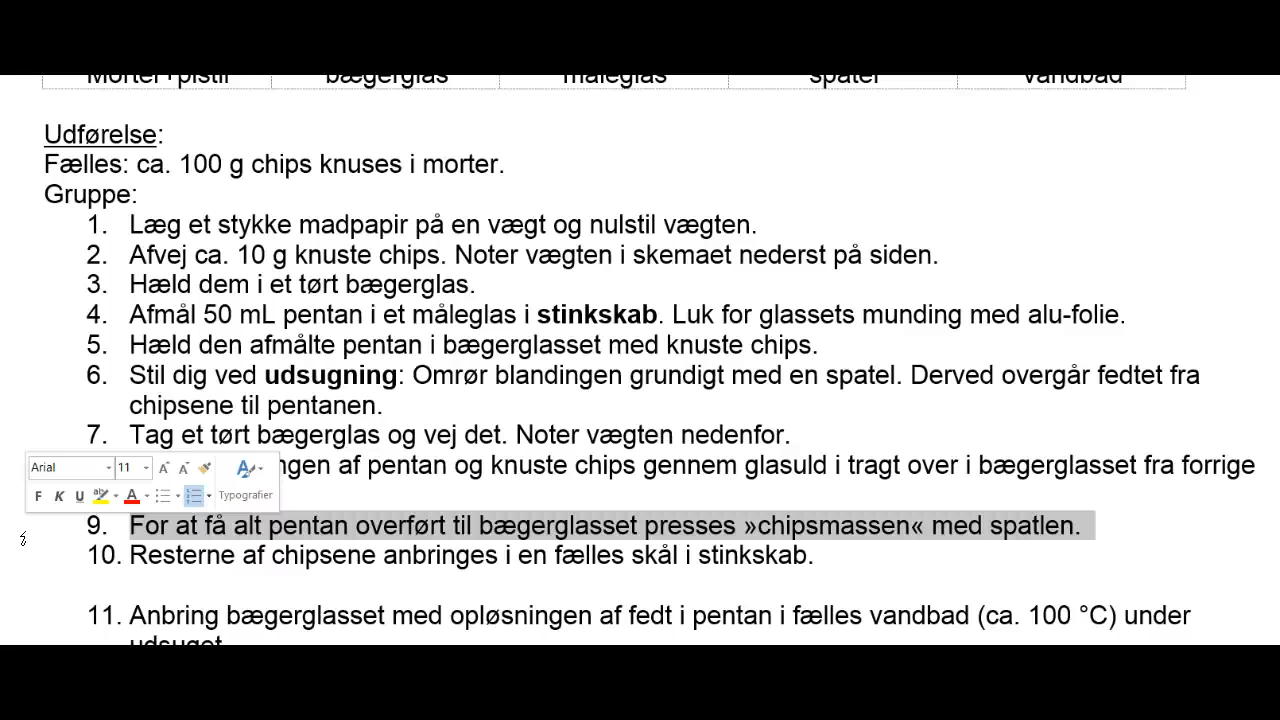 Morter+pistil bægerglas måleglas spatel vandbad
Udførelse:
Fælles: ca. 100 g chips knuses i morter.
Gruppe:
1. Læg et stykke madpapir på en vægt og nulstil vægten.
2. Afvej ca. 10 g knuste chips. Noter vægten i skemaet nederst på siden.
3. Hæld dem i et tørt bægerglas.
4. Afmål 50 mL pentan i et måleglas i stinkskab. Luk for glassets munding med alu-folie.
5. Hæld den afmålte pentan i bægerglasset med knuste chips.
6. Stil dig ved udsugning: Omrør blandingen grundigt med en spatel. Derved overgår fedtet fra
chipsene til pentanen.
7. Tag et tørt bægerglas og vej det. Noter vægten nedenfor.
ngen af pentan og knuste chips gennem glasuld i tragt over i bægerglasset fra forrige
Arial 11
F K U Typografier
9. For at få alt pentan overført til bægerglasset presses »chipsmassen« med spatlen.
10. Resterne af chipsene anbringes i en fælles skål i stinkskab.
11. Anbring bægerglasset med opløsningen af fedt i pentan i fælles vandbad (ca. 100 °C) under
udsuget